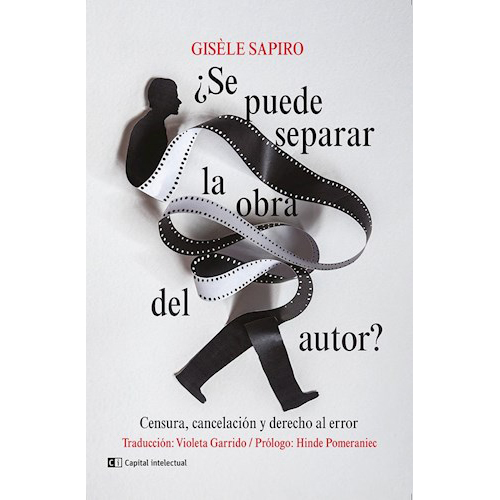 GISÈLE SAPIRO
¿Se
puede
separar
la obra
del
autor?
Censura, cancelación y derecho al error
Traducción: Violeta Garrido / Prólogo: Hinde Pomeraniec
Ci Capital intelectual